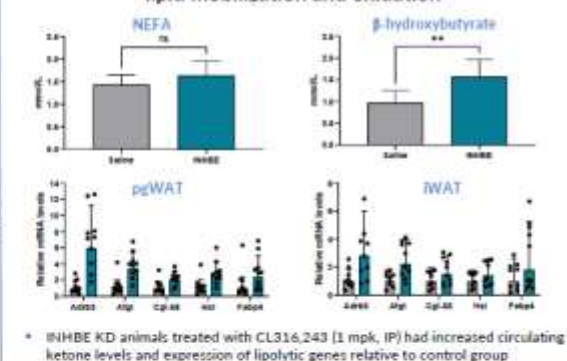 NEFA
β-hydroxybutyrate
ns
**
mmol/L
mmol/L
Saline INHBE
Saline INHBE
pgWAT
iWAT
Relative mRNA levels
Relative mRNA levels
Adrb3 Atgl Cgi-58 Hsl Fabp4
Adrb3 Atgl Cgi-58 Hsl Fabp4
• INHBE KD animals treated with CL316,243 (1 mpk, IP) had increased circulating
ketone levels and expression of lipolytic genes relative to control group